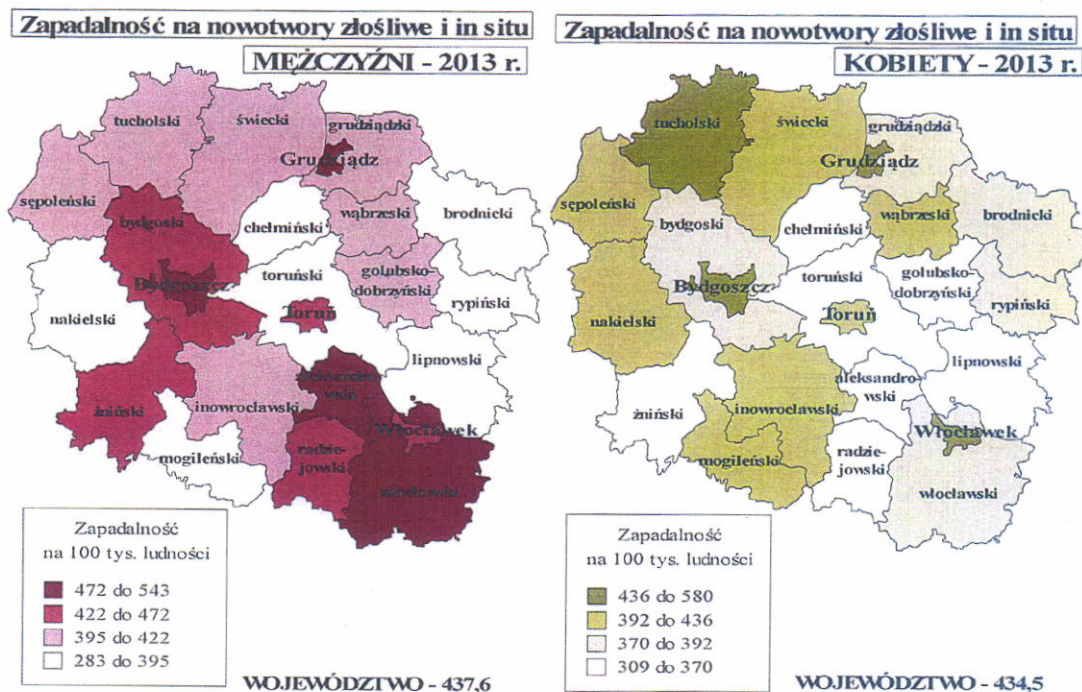 Zapadalność na nowotwory złośliwe i in situ
MĘŻCZYŹNI - 2013 r.
tucholski
świecki
grudziądzki
Grudziądz
sępoleński
bydgoski
chełmiński
wąbrzeski
brodnicki
Bydgoszcz
toruński
golubsko-
dobrzyński
rypiński
nakielski
Toruń
lipnowski
aleksandro-
wski
żniński
inowrocławski
Włocławek
mogileński
radzie-
jowski
włocławski
Zapadalność
na 100 tys. ludności
472 do 543
422 do 472
395 do 422
283 do 395
WOJEWÓDZTWO - 437,6
Zapadalność na nowotwory złośliwe i in situ
KOBIETY - 2013 r.
tucholski
świecki
grudziądzki
Grudziądz
sępoleński
bydgoski
chełmiński
wąbrzeski
brodnicki
Bydgoszcz
toruński
golubsko-
dobrzyński
rypiński
nakielski
Toruń
lipnowski
aleksandro-
wski
żniński
inowrocławski
Włocławek
mogileński
radzie-
jowski
włocławski
Zapadalność
na 100 tys. ludności
436 do 580
392 do 436
370 do 392
309 do 370
WOJEWÓDZTWO - 434,5